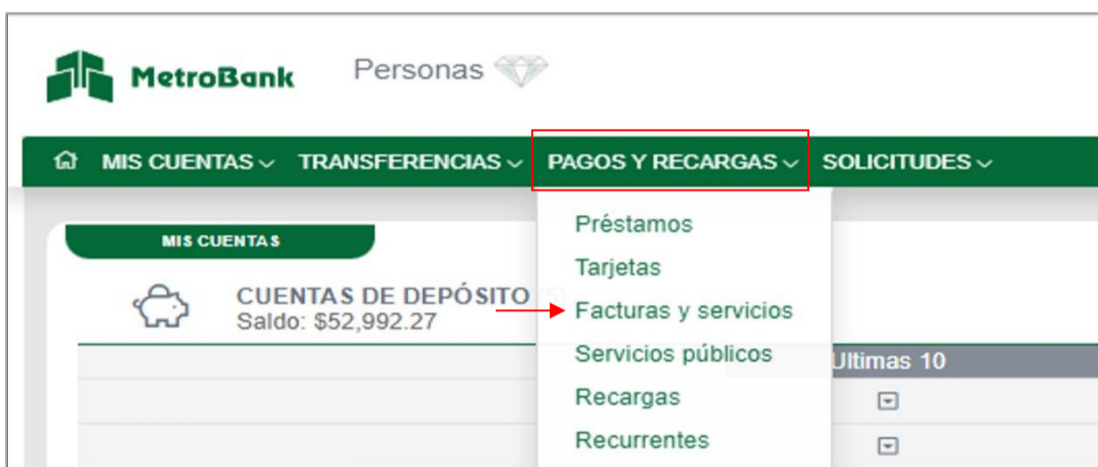 MetroBank
Personas
MIS CUENTAS
TRANSFERENCIAS
PAGOS Y RECARGAS
SOLICITUDES
MIS CUENTAS
CUENTAS DE DEPÓSITO
Saldo: $52,992.27
Préstamos
Tarjetas
Facturas y servicios
Servicios públicos
Recargas
Recurrentes
Ultimas 10